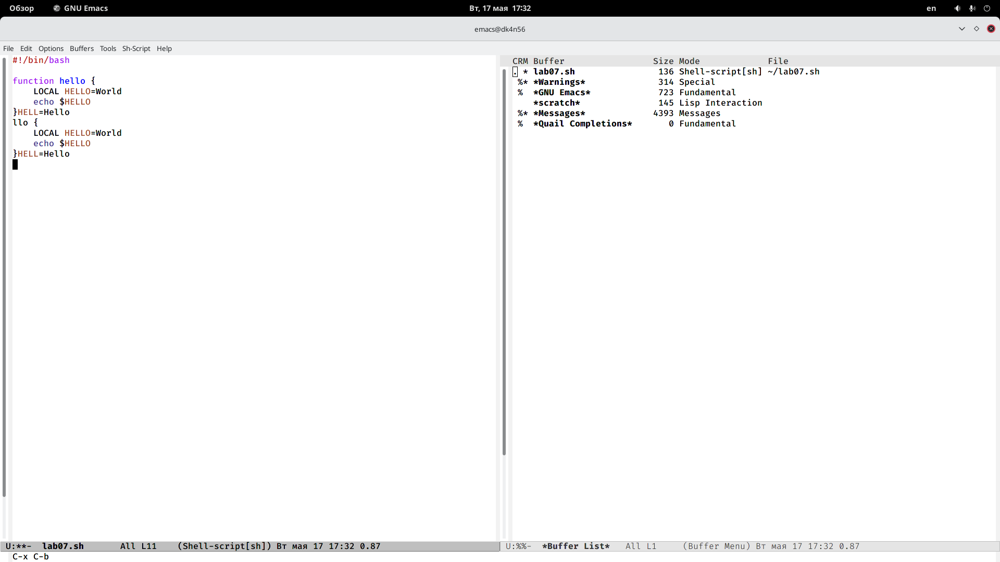 Обзор GNU Emacs Вт, 17 мая 17:32 en
emacs@dk4n56
File Edit Options Buffers Tools Sh-Script Help
#!/bin/bash

function hello {
    LOCAL HELLO=World
    echo $HELLO
}HELL=Hello
llo {
    LOCAL HELLO=World
    echo $HELLO
}HELL=Hello
CRM Buffer Size Mode File
. * lab07.sh 136 Shell-script[sh] ~/lab07.sh
%* *Warnings* 314 Special
% *GNU Emacs* 723 Fundamental
*scratch* 145 Lisp Interaction
%* *Messages* 4393 Messages
% *Quail Completions* 0 Fundamental
U:**- lab07.sh All L11 (Shell-script[sh]) Вт мая 17 17:32 0.87
U:%%- *Buffer List* All L1 (Buffer Menu) Вт мая 17 17:32 0.87
C-x C-b